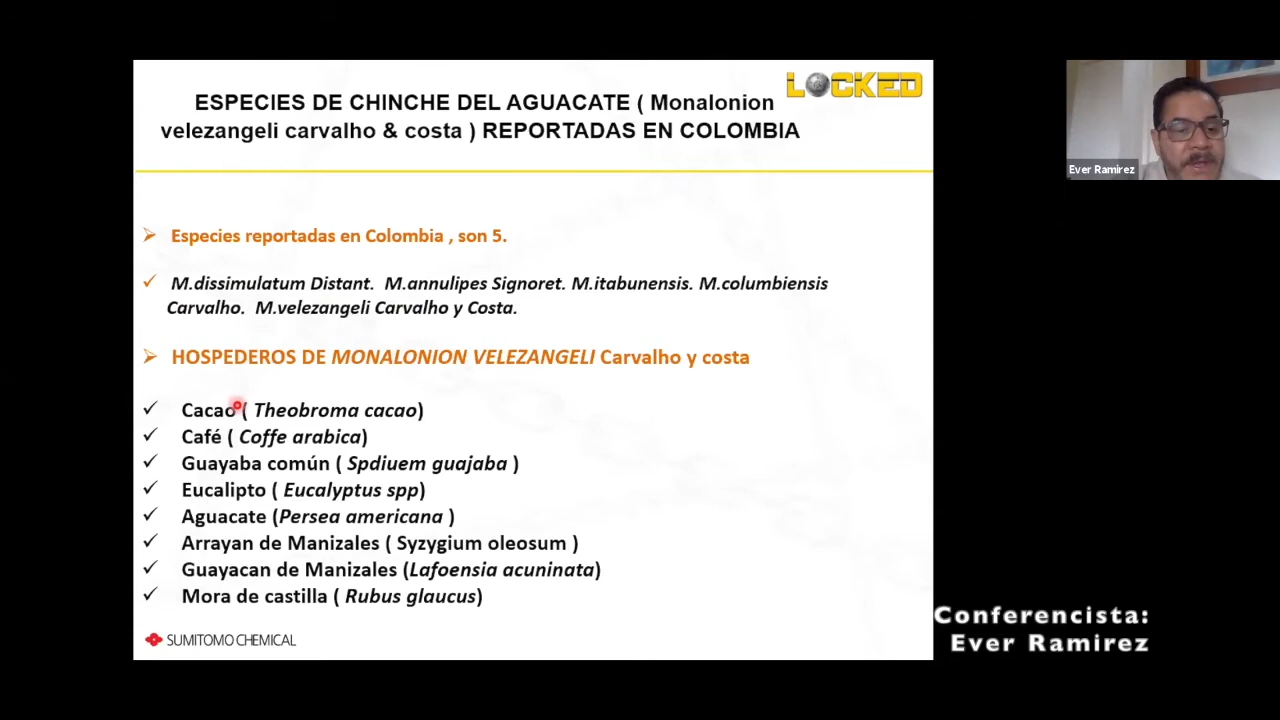 LOCKED
ESPECIES DE CHINCHE DEL AGUACATE ( Monalonion
velezangeli carvalho & costa ) REPORTADAS EN COLOMBIA
Ever Ramirez
Especies reportadas en Colombia , son 5.
M.dissimulatum Distant. M.annulipes Signoret. M.itabunensis. M.columbiensis
Carvalho. M.velezangeli Carvalho y Costa.
HOSPEDEROS DE MONALONION VELEZANGELI Carvalho y costa
Cacao ( Theobroma cacao)
Café ( Coffe arabica)
Guayaba común ( Spdiuem guajaba )
Eucalipto ( Eucalyptus spp)
Aguacate (Persea americana )
Arrayan de Manizales ( Syzygium oleosum )
Guayacan de Manizales (Lafoensia acuninata)
Mora de castilla ( Rubus glaucus)
SUMITOMO CHEMICAL
Conferencista:
Ever Ramirez